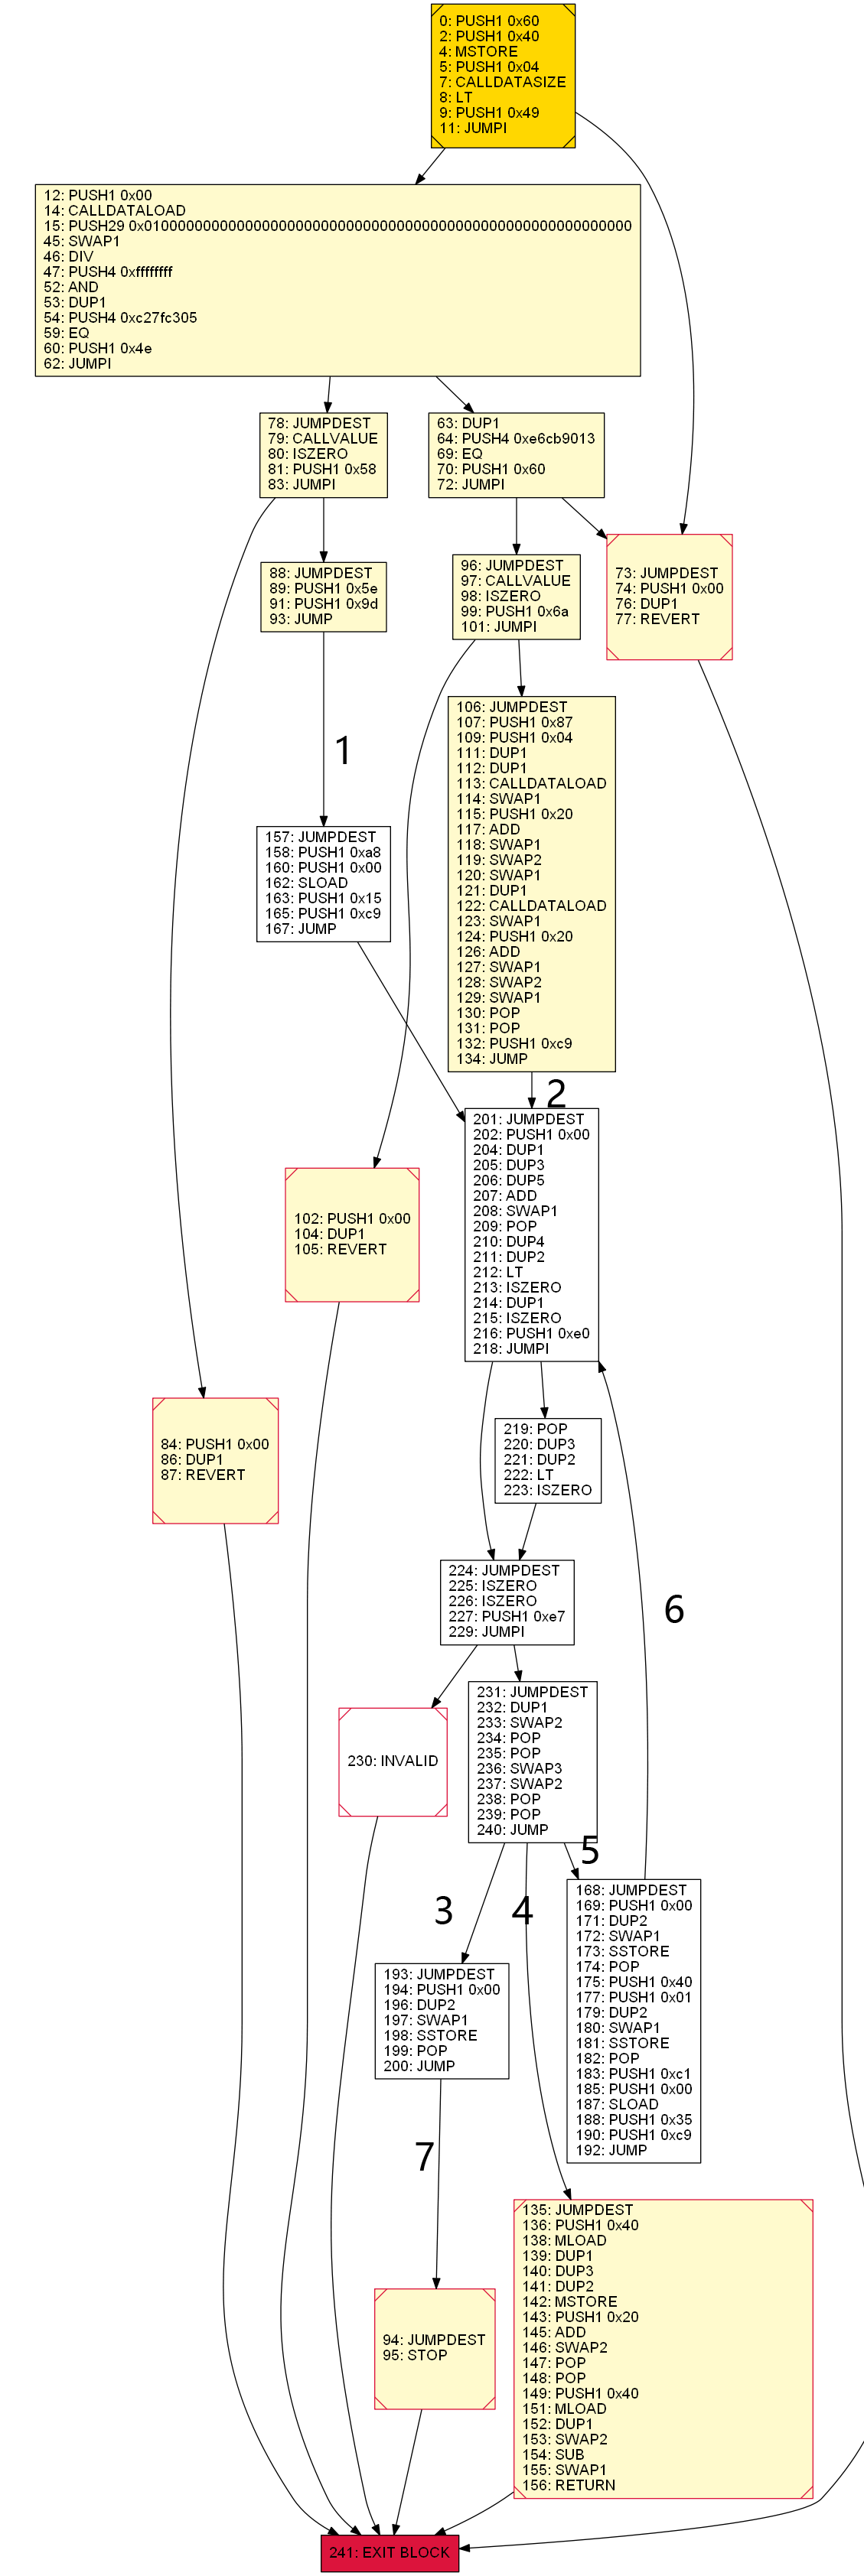 0: PUSH1 0x60
2: PUSH1 0x40
4: MSTORE
5: PUSH1 0x04
7: CALLDATASIZE
8: LT
9: PUSH1 0x49
11: JUMPI
12: PUSH1 0x00
14: CALLDATALOAD
15: PUSH29 0x0100000000000000000000000000000000000000000000000000000000
45: SWAP1
46: DIV
47: PUSH4 0xffffffff
52: AND
53: DUP1
54: PUSH4 0xc27fc305
59: EQ
60: PUSH1 0x4e
62: JUMPI
78: JUMPDEST
79: CALLVALUE
80: ISZERO
81: PUSH1 0x58
83: JUMPI
63: DUP1
64: PUSH4 0xe6cb9013
69: EQ
70: PUSH1 0x60
72: JUMPI
73: JUMPDEST
74: PUSH1 0x00
76: DUP1
77: REVERT
88: JUMPDEST
89: PUSH1 0x5e
91: PUSH1 0x9d
93: JUMP
96: JUMPDEST
97: CALLVALUE
98: ISZERO
99: PUSH1 0x6a
101: JUMPI
1
106: JUMPDEST
107: PUSH1 0x87
109: PUSH1 0x04
111: DUP1
112: DUP1
113: CALLDATALOAD
114: SWAP1
115: PUSH1 0x20
117: ADD
118: SWAP1
119: SWAP2
120: SWAP1
121: DUP1
122: CALLDATALOAD
123: SWAP1
124: PUSH1 0x20
126: ADD
127: SWAP1
128: SWAP2
129: SWAP1
130: POP
131: POP
132: PUSH1 0xc9
134: JUMP
157: JUMPDEST
158: PUSH1 0xa8
160: PUSH1 0x00
162: SLOAD
163: PUSH1 0x15
165: PUSH1 0xc9
167: JUMP
2
201: JUMPDEST
202: PUSH1 0x00
204: DUP1
205: DUP3
206: DUP5
207: ADD
208: SWAP1
209: POP
210: DUP4
211: DUP2
212: LT
213: ISZERO
214: DUP1
215: ISZERO
216: PUSH1 0xe0
218: JUMPI
102: PUSH1 0x00
104: DUP1
105: REVERT
84: PUSH1 0x00
86: DUP1
87: REVERT
219: POP
220: DUP3
221: DUP2
222: LT
223: ISZERO
224: JUMPDEST
225: ISZERO
226: ISZERO
227: PUSH1 0xe7
229: JUMPI
6
231: JUMPDEST
232: DUP1
233: SWAP2
234: POP
235: POP
236: SWAP3
237: SWAP2
238: POP
239: POP
240: JUMP
230: INVALID
5
3
4
168: JUMPDEST
169: PUSH1 0x00
171: DUP2
172: SWAP1
173: SSTORE
174: POP
175: PUSH1 0x40
177: PUSH1 0x01
179: DUP2
180: SWAP1
181: SSTORE
182: POP
183: PUSH1 0xc1
185: PUSH1 0x00
187: SLOAD
188: PUSH1 0x35
190: PUSH1 0xc9
192: JUMP
193: JUMPDEST
194: PUSH1 0x00
196: DUP2
197: SWAP1
198: SSTORE
199: POP
200: JUMP
7
135: JUMPDEST
136: PUSH1 0x40
138: MLOAD
139: DUP1
140: DUP3
141: DUP2
142: MSTORE
143: PUSH1 0x20
145: ADD
146: SWAP2
147: POP
148: POP
149: PUSH1 0x40
151: MLOAD
152: DUP1
153: SWAP2
154: SUB
155: SWAP1
156: RETURN
94: JUMPDEST
95: STOP
241: EXIT BLOCK